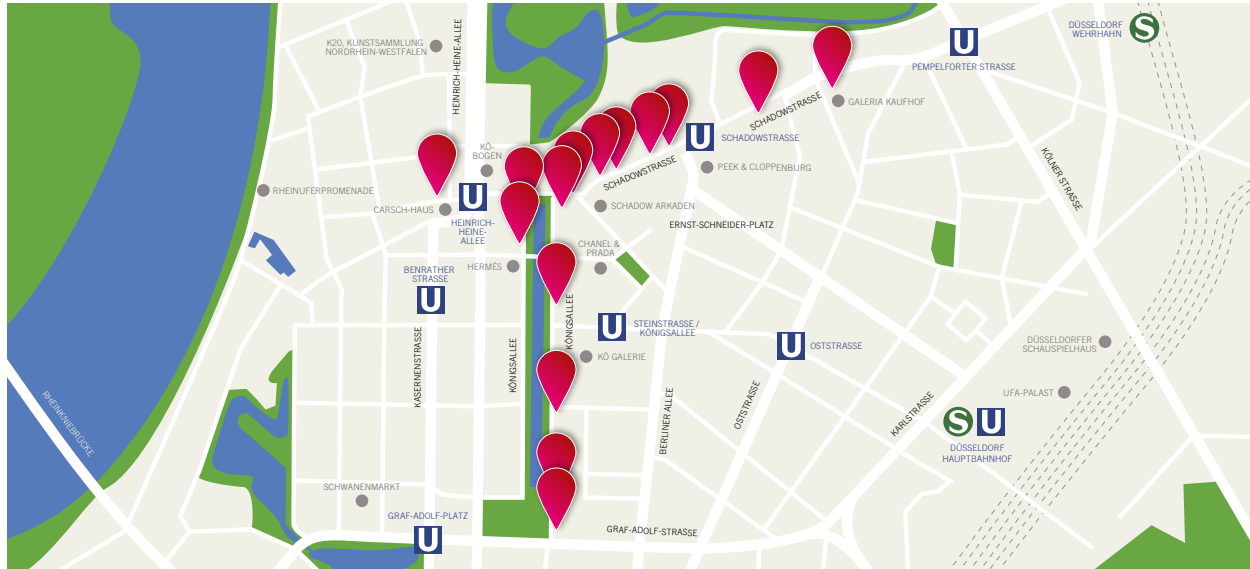 DÜSSELDORF
WEHRHAHN
S
U
PEMPELFORTER STRASSE
K20, KUNSTSAMMLUNG
NORDRHEIN-WESTFALEN
HEINRICH-HEINE-ALLEE
GALERIA KAUFHOF
SCHADOWSTRASSE
U
SCHADOWSTRASSE
KÖ-
BOGEN
PEEK & CLOPPENBURG
SCHADOWSTRASSE
KÖLNER STRASSE
RHEINUFERPROMENADE
CARSCH-HAUS
U
HEINRICH-
HEINE-
ALLEE
SCHADOW ARKADEN
ERNST-SCHNEIDER-PLATZ
CHANEL &
PRADA
HERMÈS
BENRATHER
STRASSE
U
KÖNIGSALLEE
U
STEINSTRASSE /
KÖNIGSALLEE
KÖ GALERIE
U
OSTSTRASSE
DÜSSELDORFER
SCHAUSPIELHAUS
KASERNENSTRASSE
KÖNIGSALLEE
UFA-PALAST
RHEINKNIEBRÜCKE
BERLINER ALLEE
OSTSTRASSE
KARLSTRASSE
S
U
DÜSSELDORF
HAUPTBAHNHOF
SCHWANENMARKT
GRAF-ADOLF-PLATZ
U
GRAF-ADOLF-STRASSE